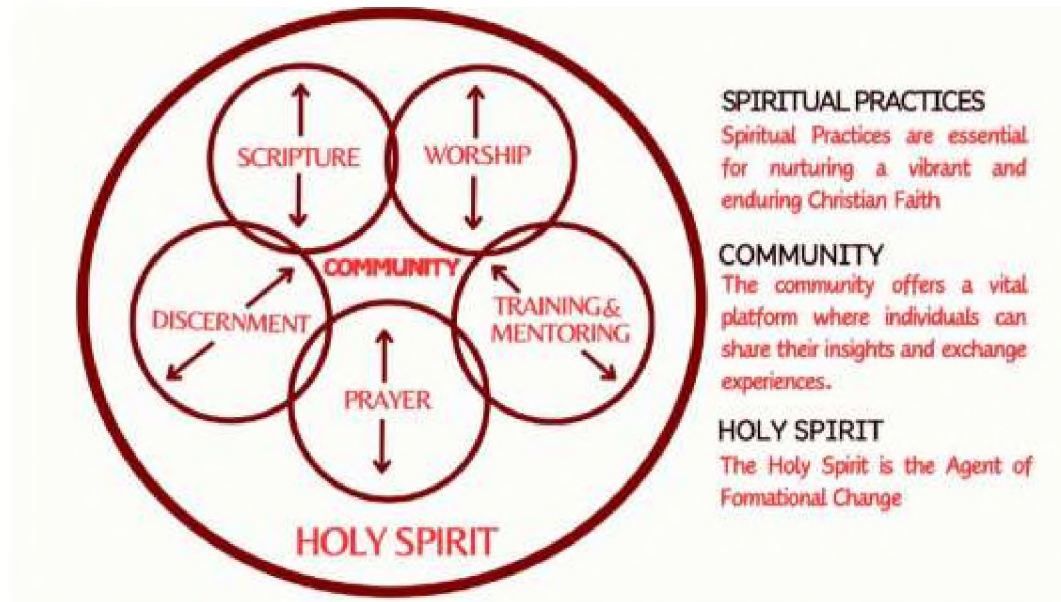 SCRIPTURE
WORSHIP
COMMUNITY
DISCERNMENT
TRAINING &
MENTORING
PRAYER
HOLY SPIRIT
SPIRITUAL PRACTICES
Spiritual Practices are essential
for nurturing a vibrant and
enduring Christian Faith
COMMUNITY
The community offers a vital
platform where individuals can
share their insights and exchange
experiences.
HOLY SPIRIT
The Holy Spirit is the Agent of
Formational Change